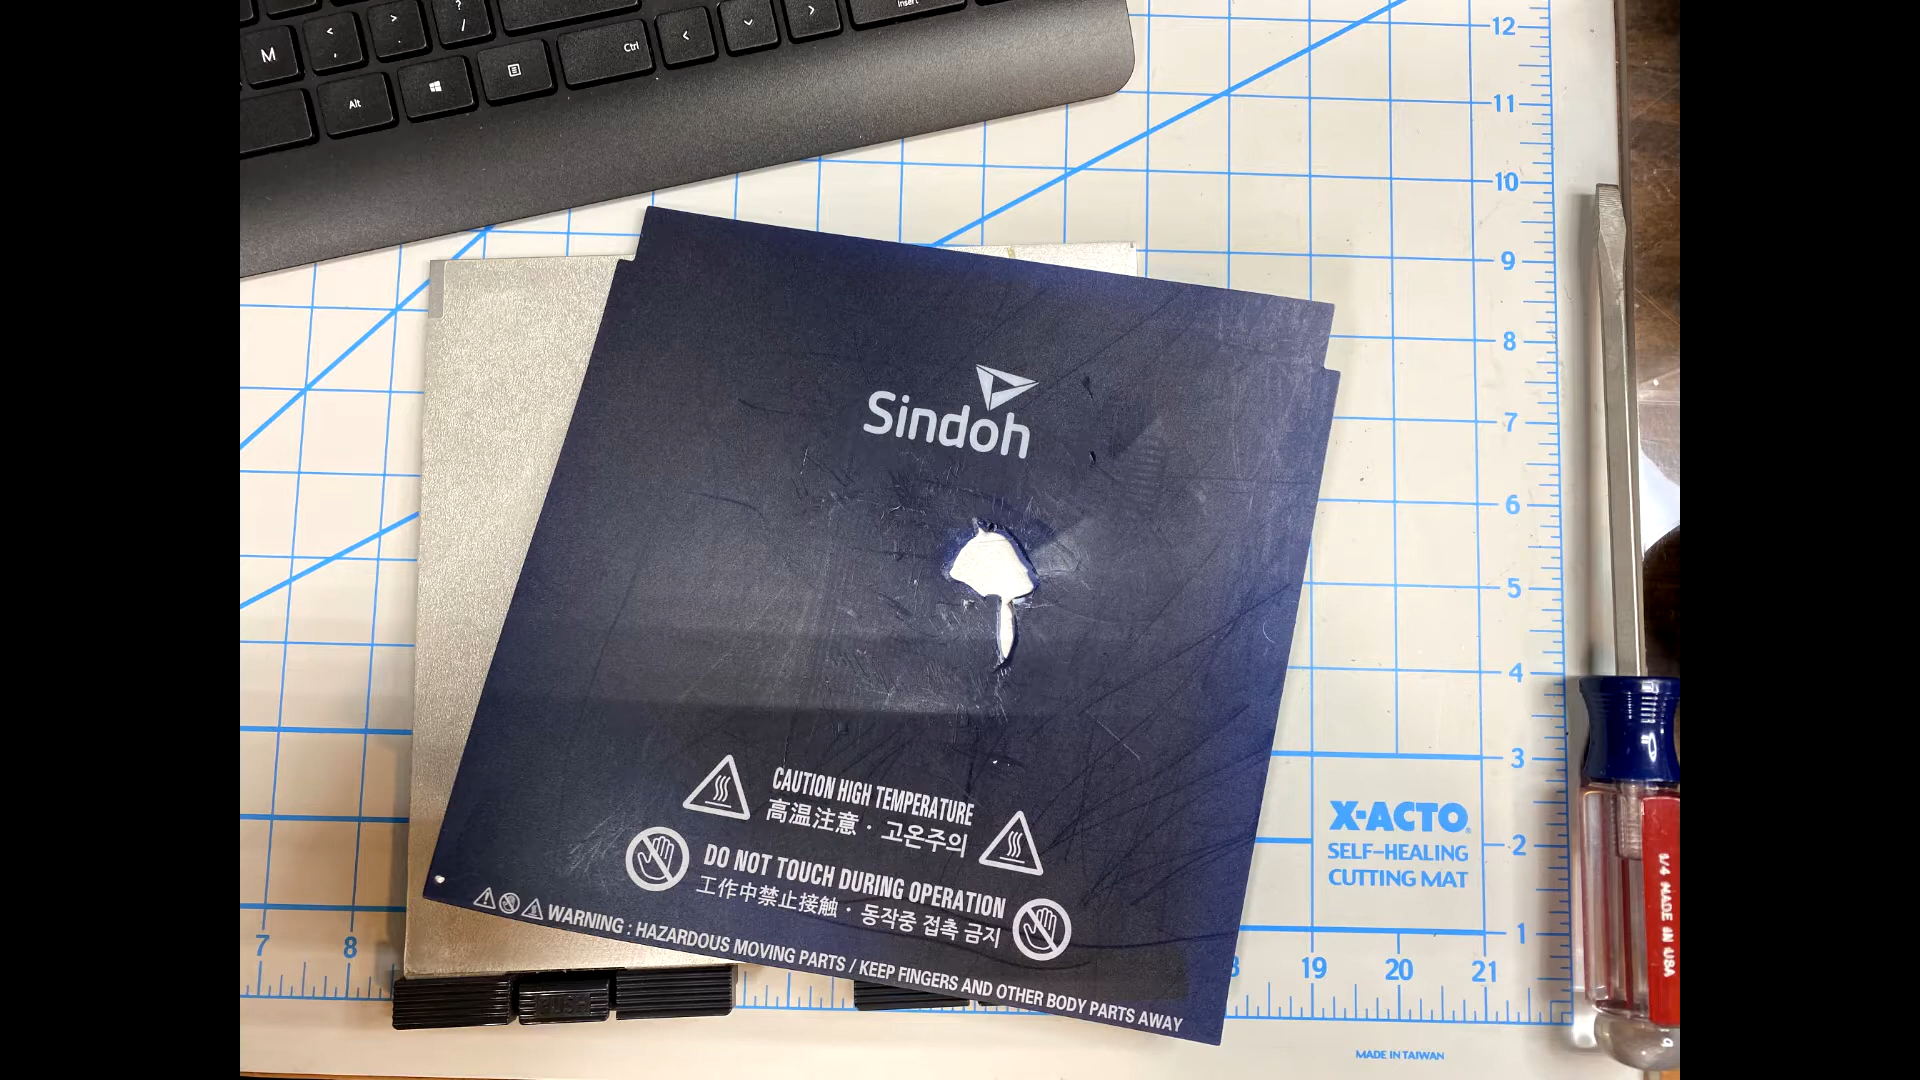 M
<
,
>
.
?
/
Ctrl
Insert
Alt
12
11
10
9
8
7
6
5
4
3
2
1
Sindoh
CAUTION HIGH TEMPERATURE
高温注意 · 고온주의
DO NOT TOUCH DURING OPERATION
工作中禁止接触 · 동작중 접촉 금지
WARNING : HAZARDOUS MOVING PARTS / KEEP FINGERS AND OTHER BODY PARTS AWAY
X-ACTO
SELF-HEALING
CUTTING MAT
7 8
19 20 21
PUSH
MADE IN TAIWAN
MADE IN USA